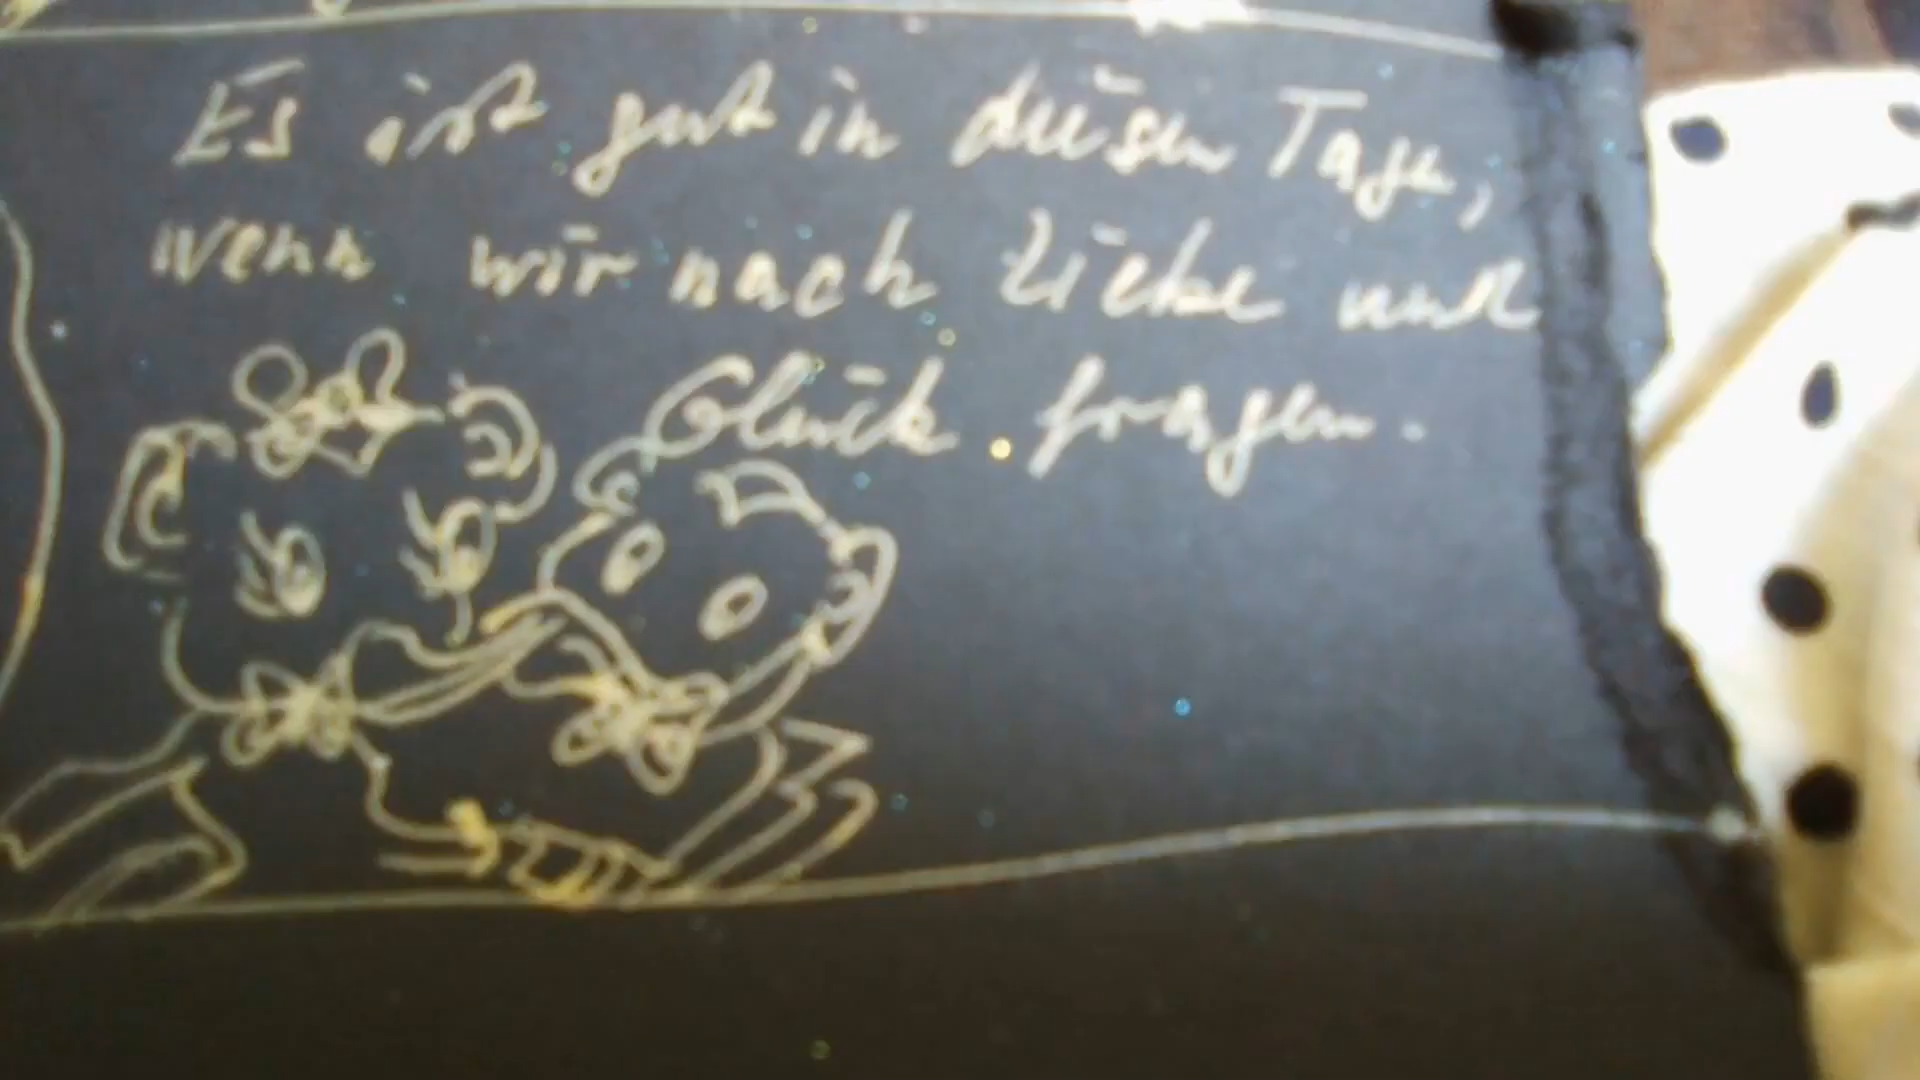 Es ist gut in diesen Tagen,
wenn wir nach Liebe und
Glück fragen.